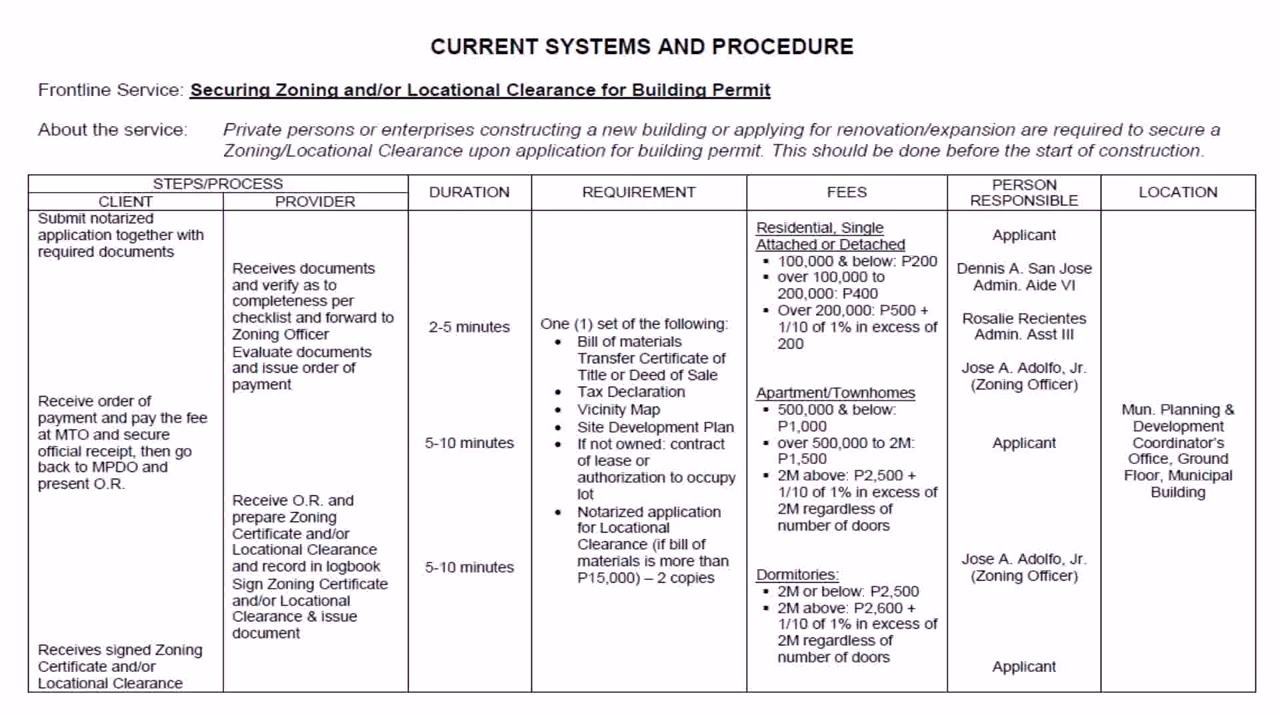 CURRENT SYSTEMS AND PROCEDURE
Frontline Service: Securing Zoning and/or Locational Clearance for Building Permit
About the service: Private persons or enterprises constructing a new building or applying for renovation/expansion are required to secure a
Zoning/Locational Clearance upon application for building permit. This should be done before the start of construction.
STEPS/PROCESS
CLIENT
PROVIDER
DURATION
REQUIREMENT
FEES
PERSON
RESPONSIBLE
LOCATION
Submit notarized
application together with
required documents
Receive order of
payment and pay the fee
at MTO and secure
official receipt, then go
back to MPDO and
present O.R.
Receives signed Zoning
Certificate and/or
Locational Clearance
Receives documents
and verify as to
completeness per
checklist and forward to
Zoning Officer
Evaluate documents
and issue order of
payment
Receive O.R. and
prepare Zoning
Certificate and/or
Locational Clearance
and record in logbook
Sign Zoning Certificate
and/or Locational
Clearance & issue
document
2-5 minutes
5-10 minutes
5-10 minutes
One (1) set of the following:
• Bill of materials
Transfer Certificate of
Title or Deed of Sale
• Tax Declaration
• Vicinity Map
• Site Development Plan
• If not owned: contract
of lease or
authorization to occupy
lot
• Notarized application
for Locational
Clearance (if bill of
materials is more than
P15,000) – 2 copies
Residential, Single
Attached or Detached
▪ 100,000 & below: P200
▪ over 100,000 to
200,000: P400
▪ Over 200,000: P500 +
1/10 of 1% in excess of
200
Apartment/Townhomes
▪ 500,000 & below:
P1,000
▪ over 500,000 to 2M:
P1,500
▪ 2M above: P2,500 +
1/10 of 1% in excess of
2M regardless of
number of doors
Dormitories:
▪ 2M or below: P2,500
▪ 2M above: P2,600 +
1/10 of 1% in excess of
2M regardless of
number of doors
Applicant
Dennis A. San Jose
Admin. Aide VI
Rosalie Recientes
Admin. Asst III
Jose A. Adolfo, Jr.
(Zoning Officer)
Applicant
Jose A. Adolfo, Jr.
(Zoning Officer)
Applicant
Mun. Planning &
Development
Coordinator's
Office, Ground
Floor, Municipal
Building